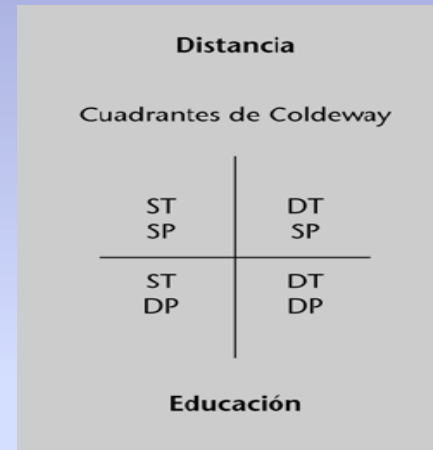 Distancia
Cuadrantes de Coldeway
ST DT
SP SP
ST DT
DP DP
Educación